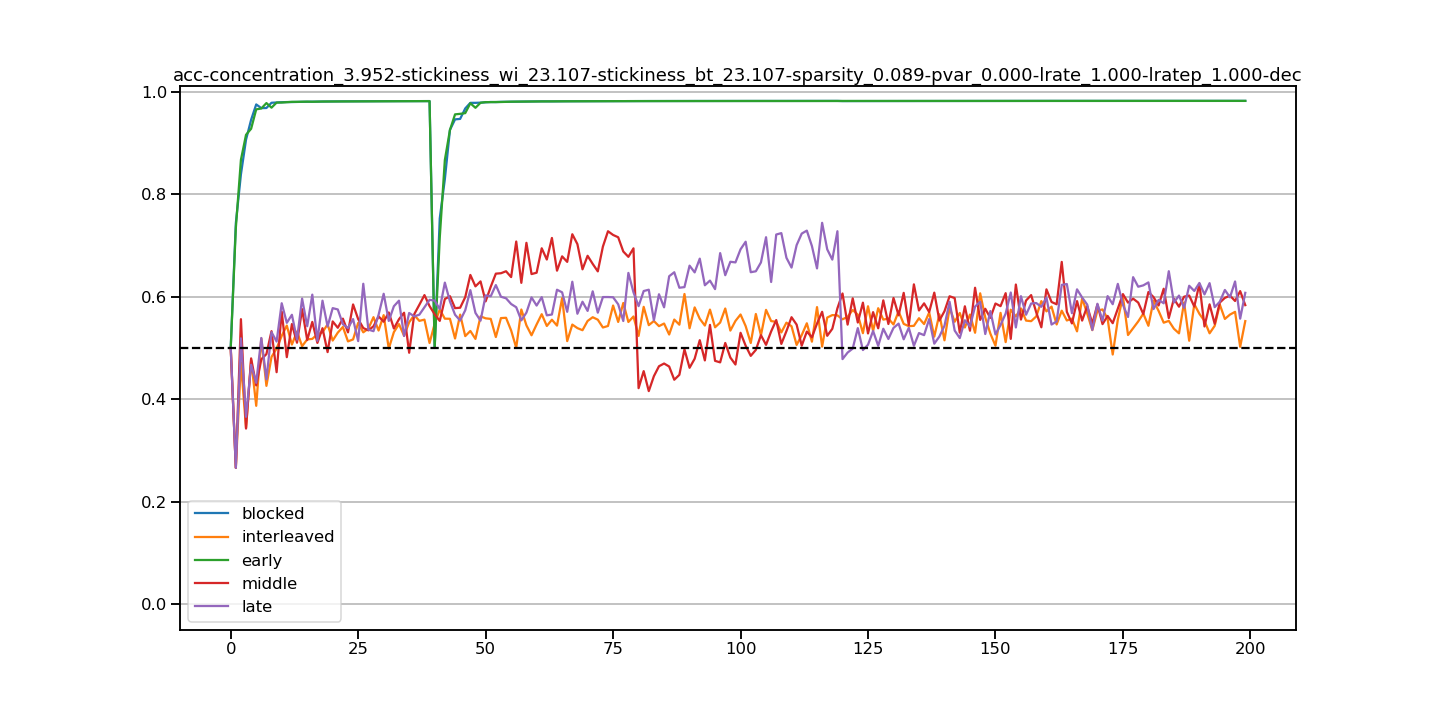 acc-concentration_3.952-stickiness_wi_23.107-stickiness_bt_23.107-sparsity_0.089-pvar_0.000-lrate_1.000-lratep_1.000-dec
1.0
0.8
0.6
0.4
0.2
0.0
blocked
interleaved
early
middle
late
0 25 50 75 100 125 150 175 200